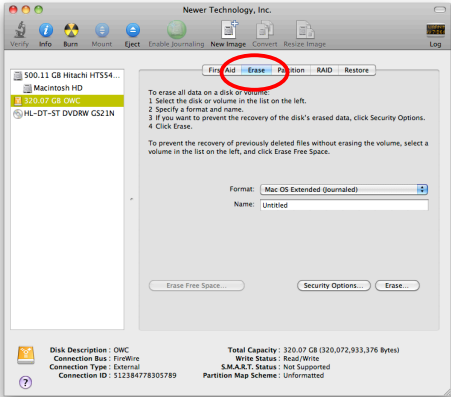 Newer Technology, Inc.
Verify Info Burn Mount Eject Enable Journaling New Image Convert Resize Image Log
First Aid Erase Partition RAID Restore
500.11 GB Hitachi HTS54...
Macintosh HD
320.07 GB OWC
HL-DT-ST DVDRW GS21N
To erase all data on a disk or volume:
1 Select the disk or volume in the list on the left.
2 Specify a format and name.
3 If you want to prevent the recovery of the disk's erased data, click Security Options.
4 Click Erase.
To prevent the recovery of previously deleted files without erasing the volume, select a
volume in the list on the left, and click Erase Free Space.
Format: Mac OS Extended (Journaled)
Name: Untitled
Erase Free Space... Security Options... Erase...
Disk Description : OWC Total Capacity : 320.07 GB (320,072,933,376 Bytes)
Connection Bus : FireWire Write Status : Read/Write
Connection Type : External S.M.A.R.T. Status : Not Supported
Connection ID : 512384778305789 Partition Map Scheme : Unformatted
?